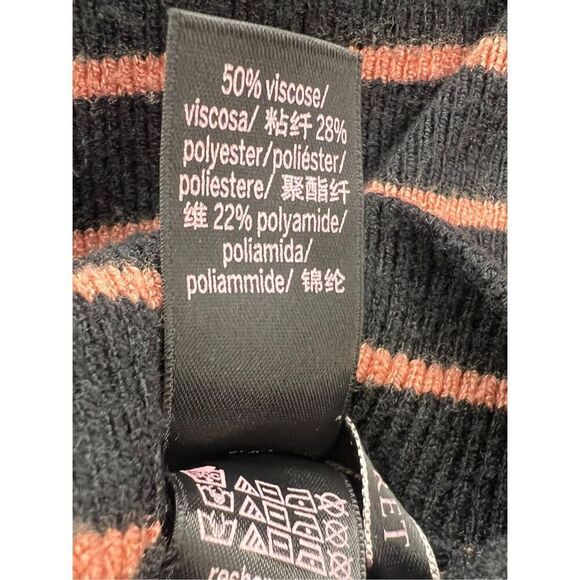 50% viscose/
viscosa/ 粘纤 28%
polyester/poliéster/
poliestere/ 聚酯纤
维 22% polyamide/
poliamida/
poliammide/ 锦纶